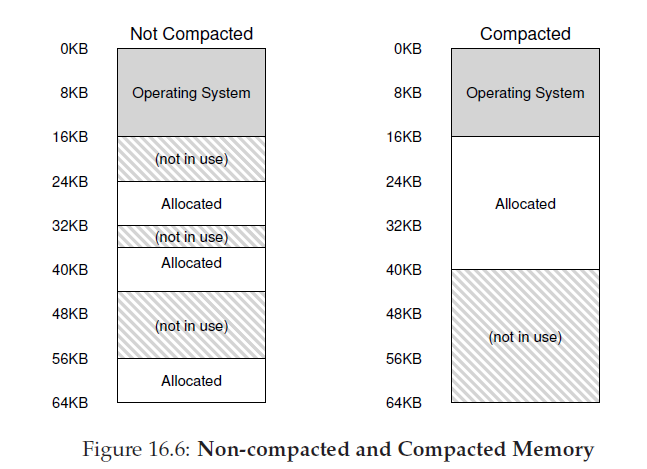 Not Compacted
0KB
8KB
16KB
24KB
32KB
40KB
48KB
56KB
64KB
Operating System
(not in use)
Allocated
(not in use)
Allocated
(not in use)
Allocated
Compacted
0KB
8KB
16KB
24KB
32KB
40KB
48KB
56KB
64KB
Operating System
Allocated
(not in use)
Figure 16.6: Non-compacted and Compacted Memory